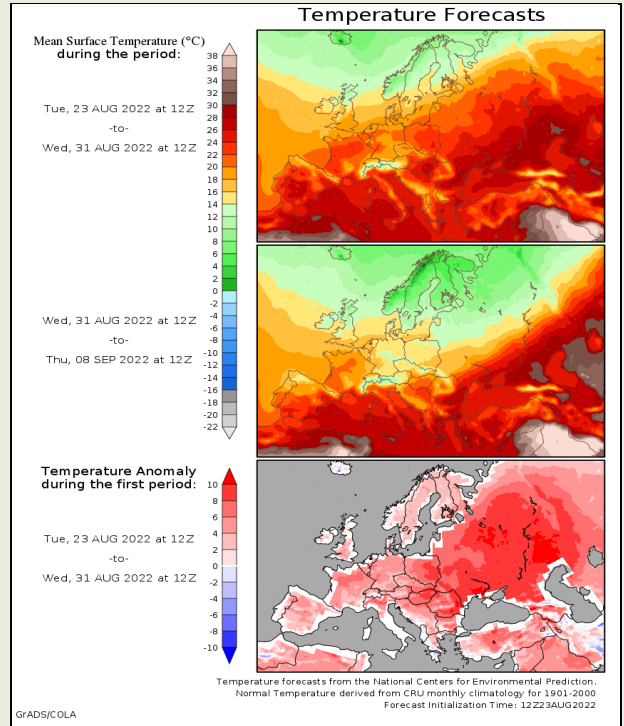 Temperature Forecasts
Mean Surface Temperature (°C)
during the period:
Tue, 23 AUG 2022 at 12Z
-to-
Wed, 31 AUG 2022 at 12Z
38
36
34
32
30
28
26
24
22
20
18
16
14
12
10
8
6
4
2
0
-2
-4
-6
-8
-10
-12
-14
-16
-18
-20
-22
Wed, 31 AUG 2022 at 12Z
-to-
Thu, 08 SEP 2022 at 12Z
Temperature Anomaly
during the first period:
Tue, 23 AUG 2022 at 12Z
-to-
Wed, 31 AUG 2022 at 12Z
10
8
6
4
2
0
-2
-4
-6
-8
-10
Temperature forecasts from the National Centers for Environmental Prediction.
Normal Temperature derived from CRU monthly climatology for 1901-2000
Forecast Initialization Time: 12Z23AUG2022
GrADS/COLA